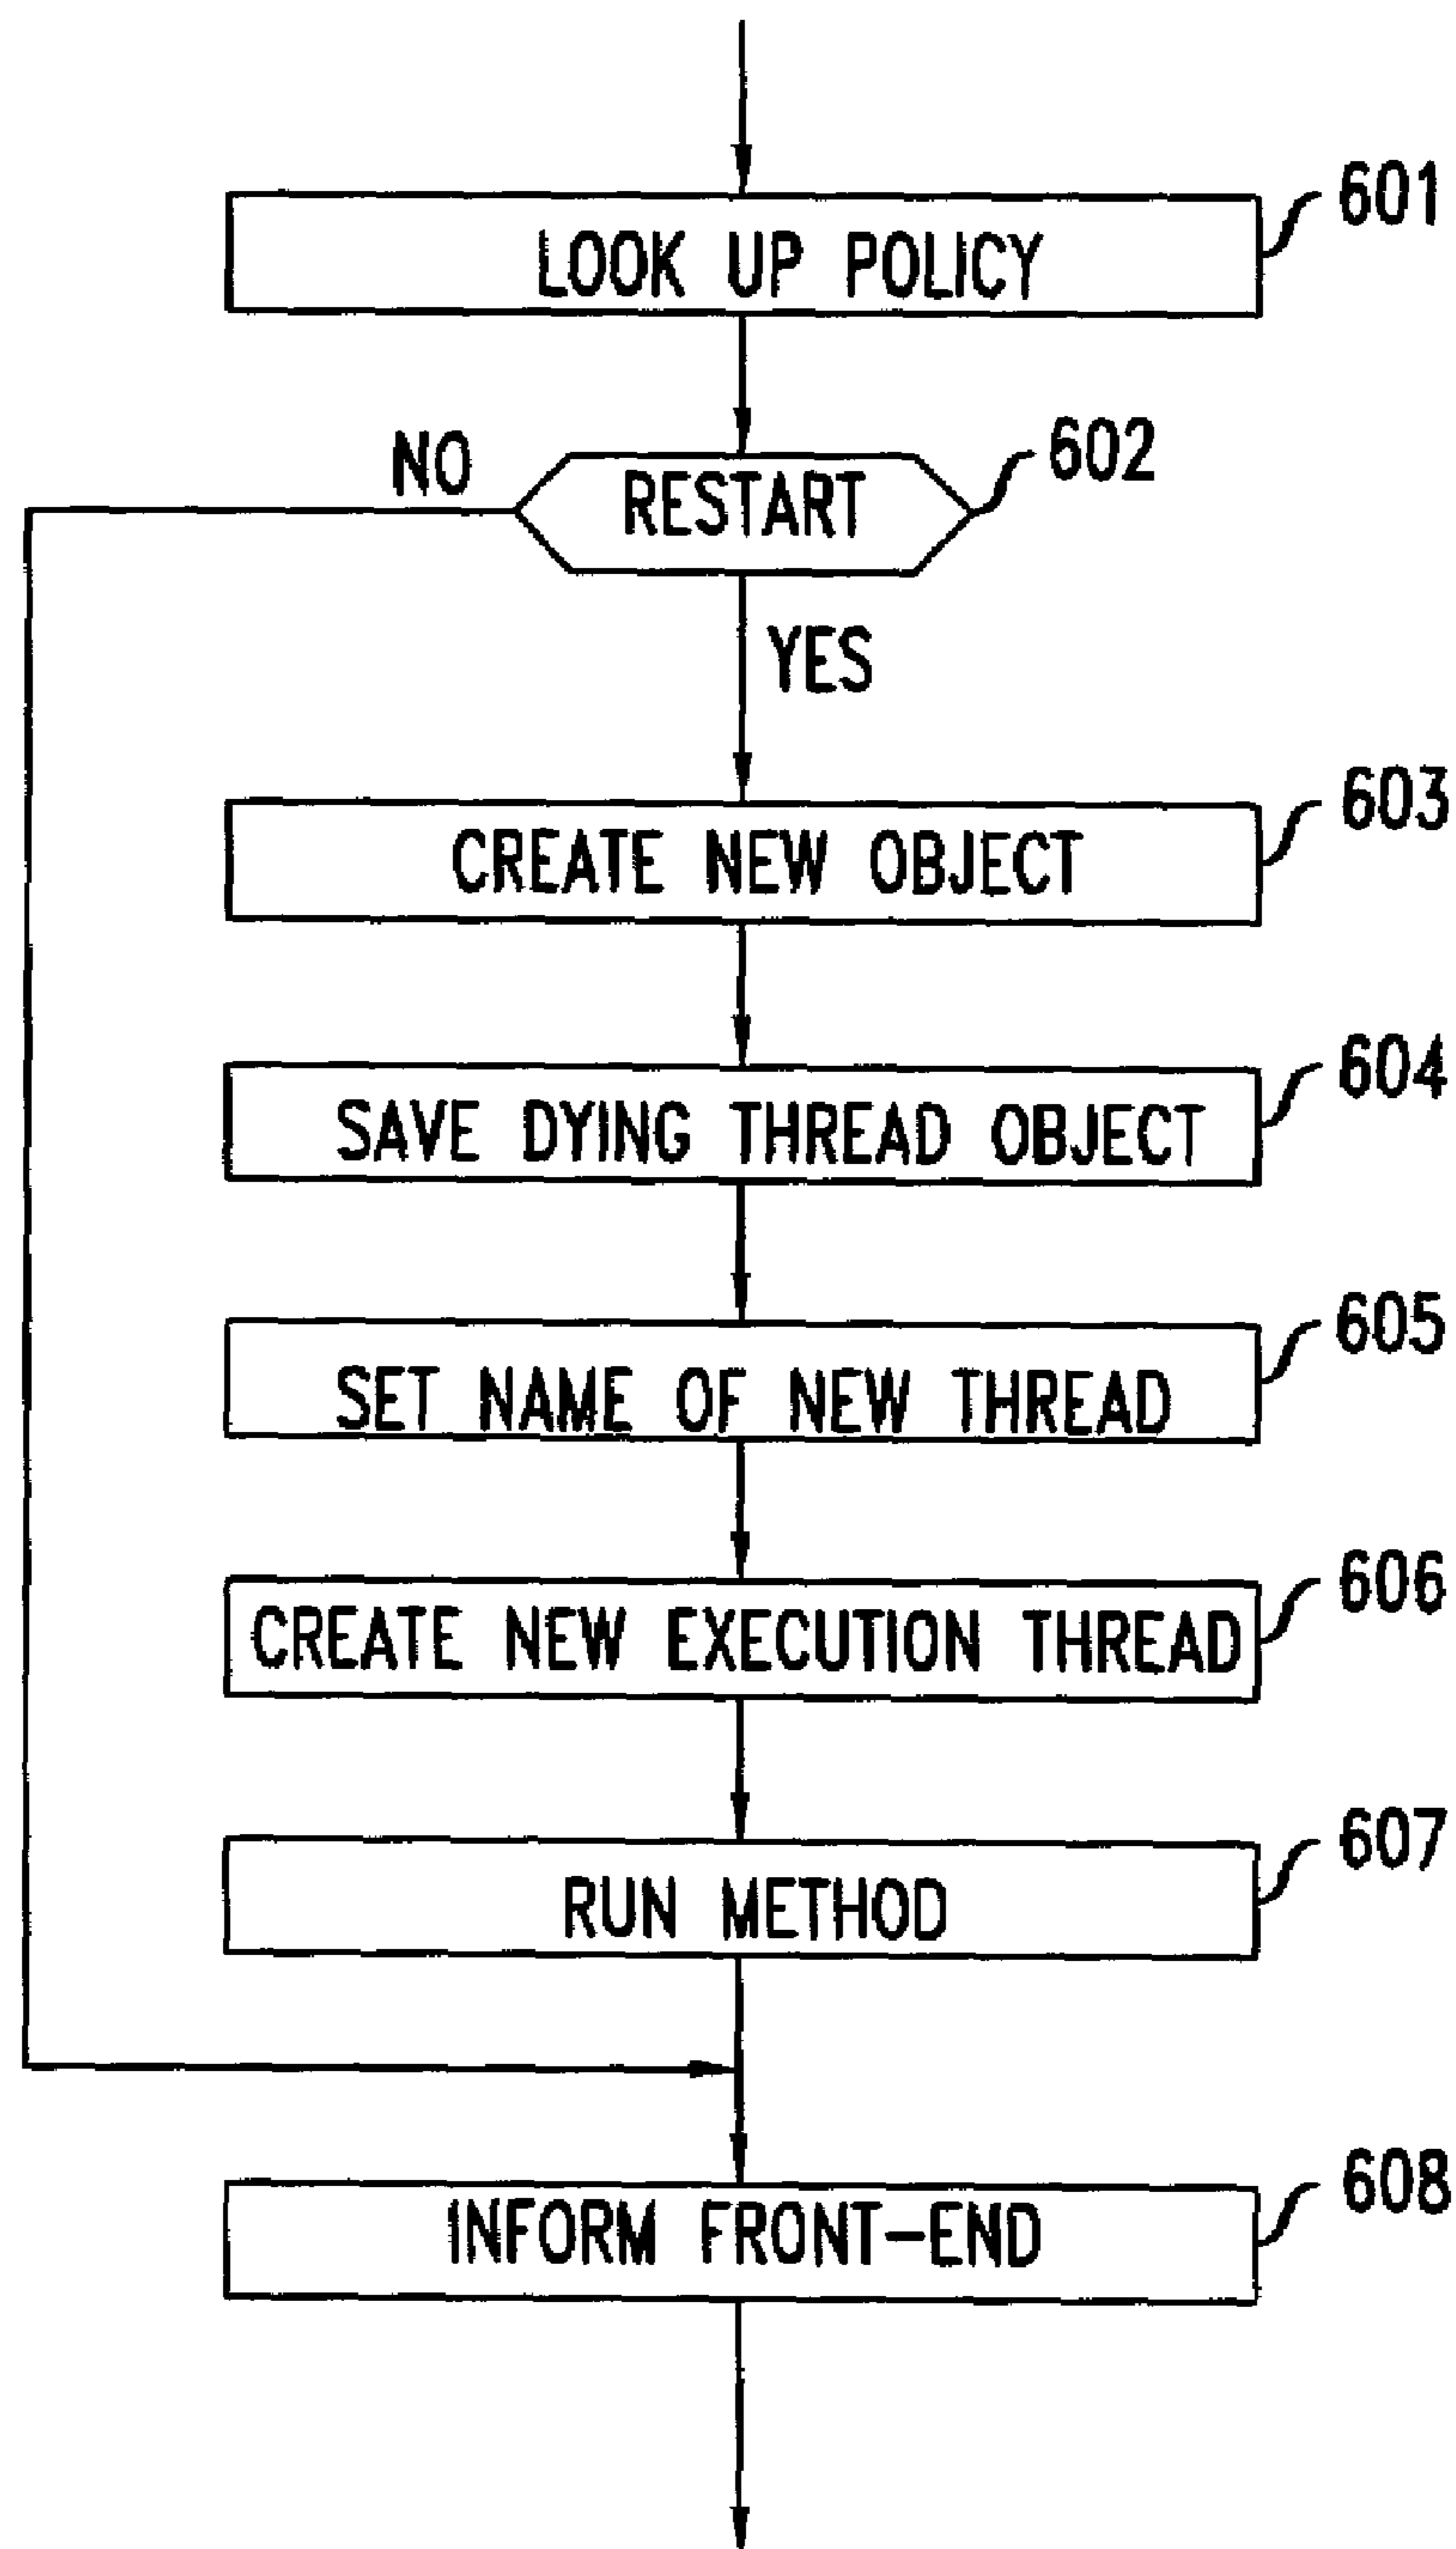 601
LOOK UP POLICY
602
NO
RESTART
YES
603
CREATE NEW OBJECT
604
SAVE DYING THREAD OBJECT
605
SET NAME OF NEW THREAD
606
CREATE NEW EXECUTION THREAD
607
RUN METHOD
608
INFORM FRONT-END